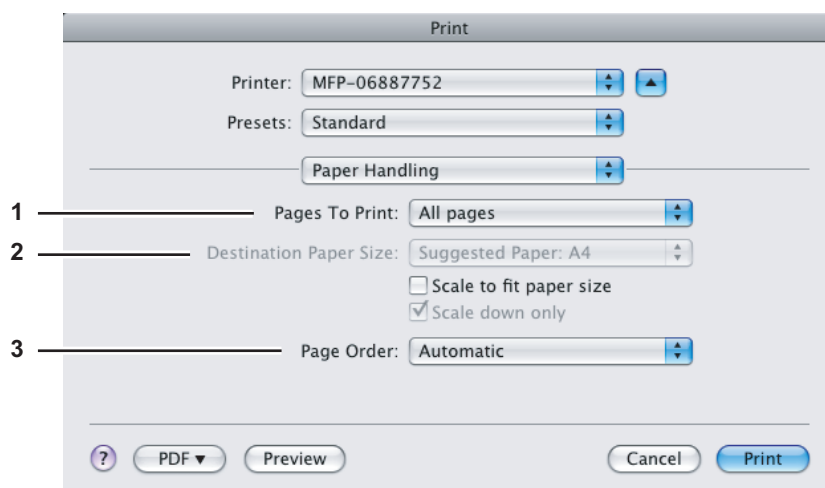 Print
Printer: MFP-06887752
Presets: Standard
Paper Handling
1 Pages To Print: All pages
2 Destination Paper Size: Suggested Paper: A4
Scale to fit paper size
Scale down only
3 Page Order: Automatic
? PDF ▼ Preview Cancel Print